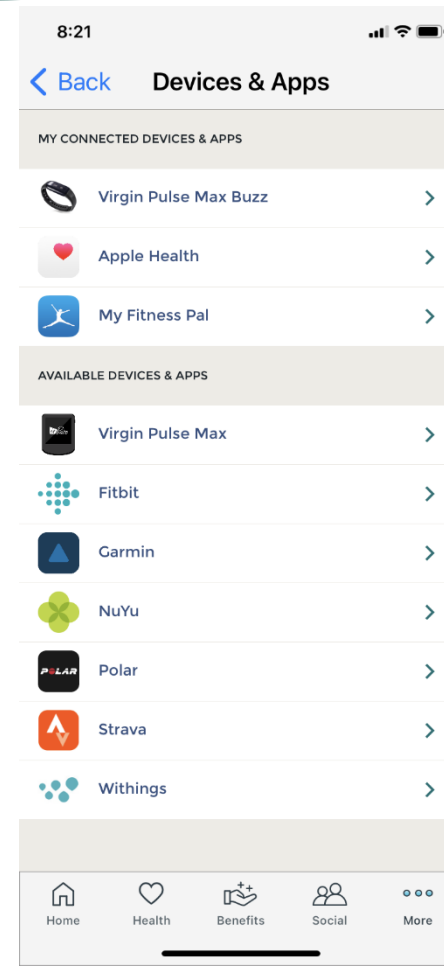 8:21
Back
Devices & Apps
MY CONNECTED DEVICES & APPS
Virgin Pulse Max Buzz
Apple Health
My Fitness Pal
AVAILABLE DEVICES & APPS
Virgin Pulse Max
Fitbit
Garmin
NuYu
POLAR
Polar
Strava
Withings
Home
Health
Benefits
Social
More